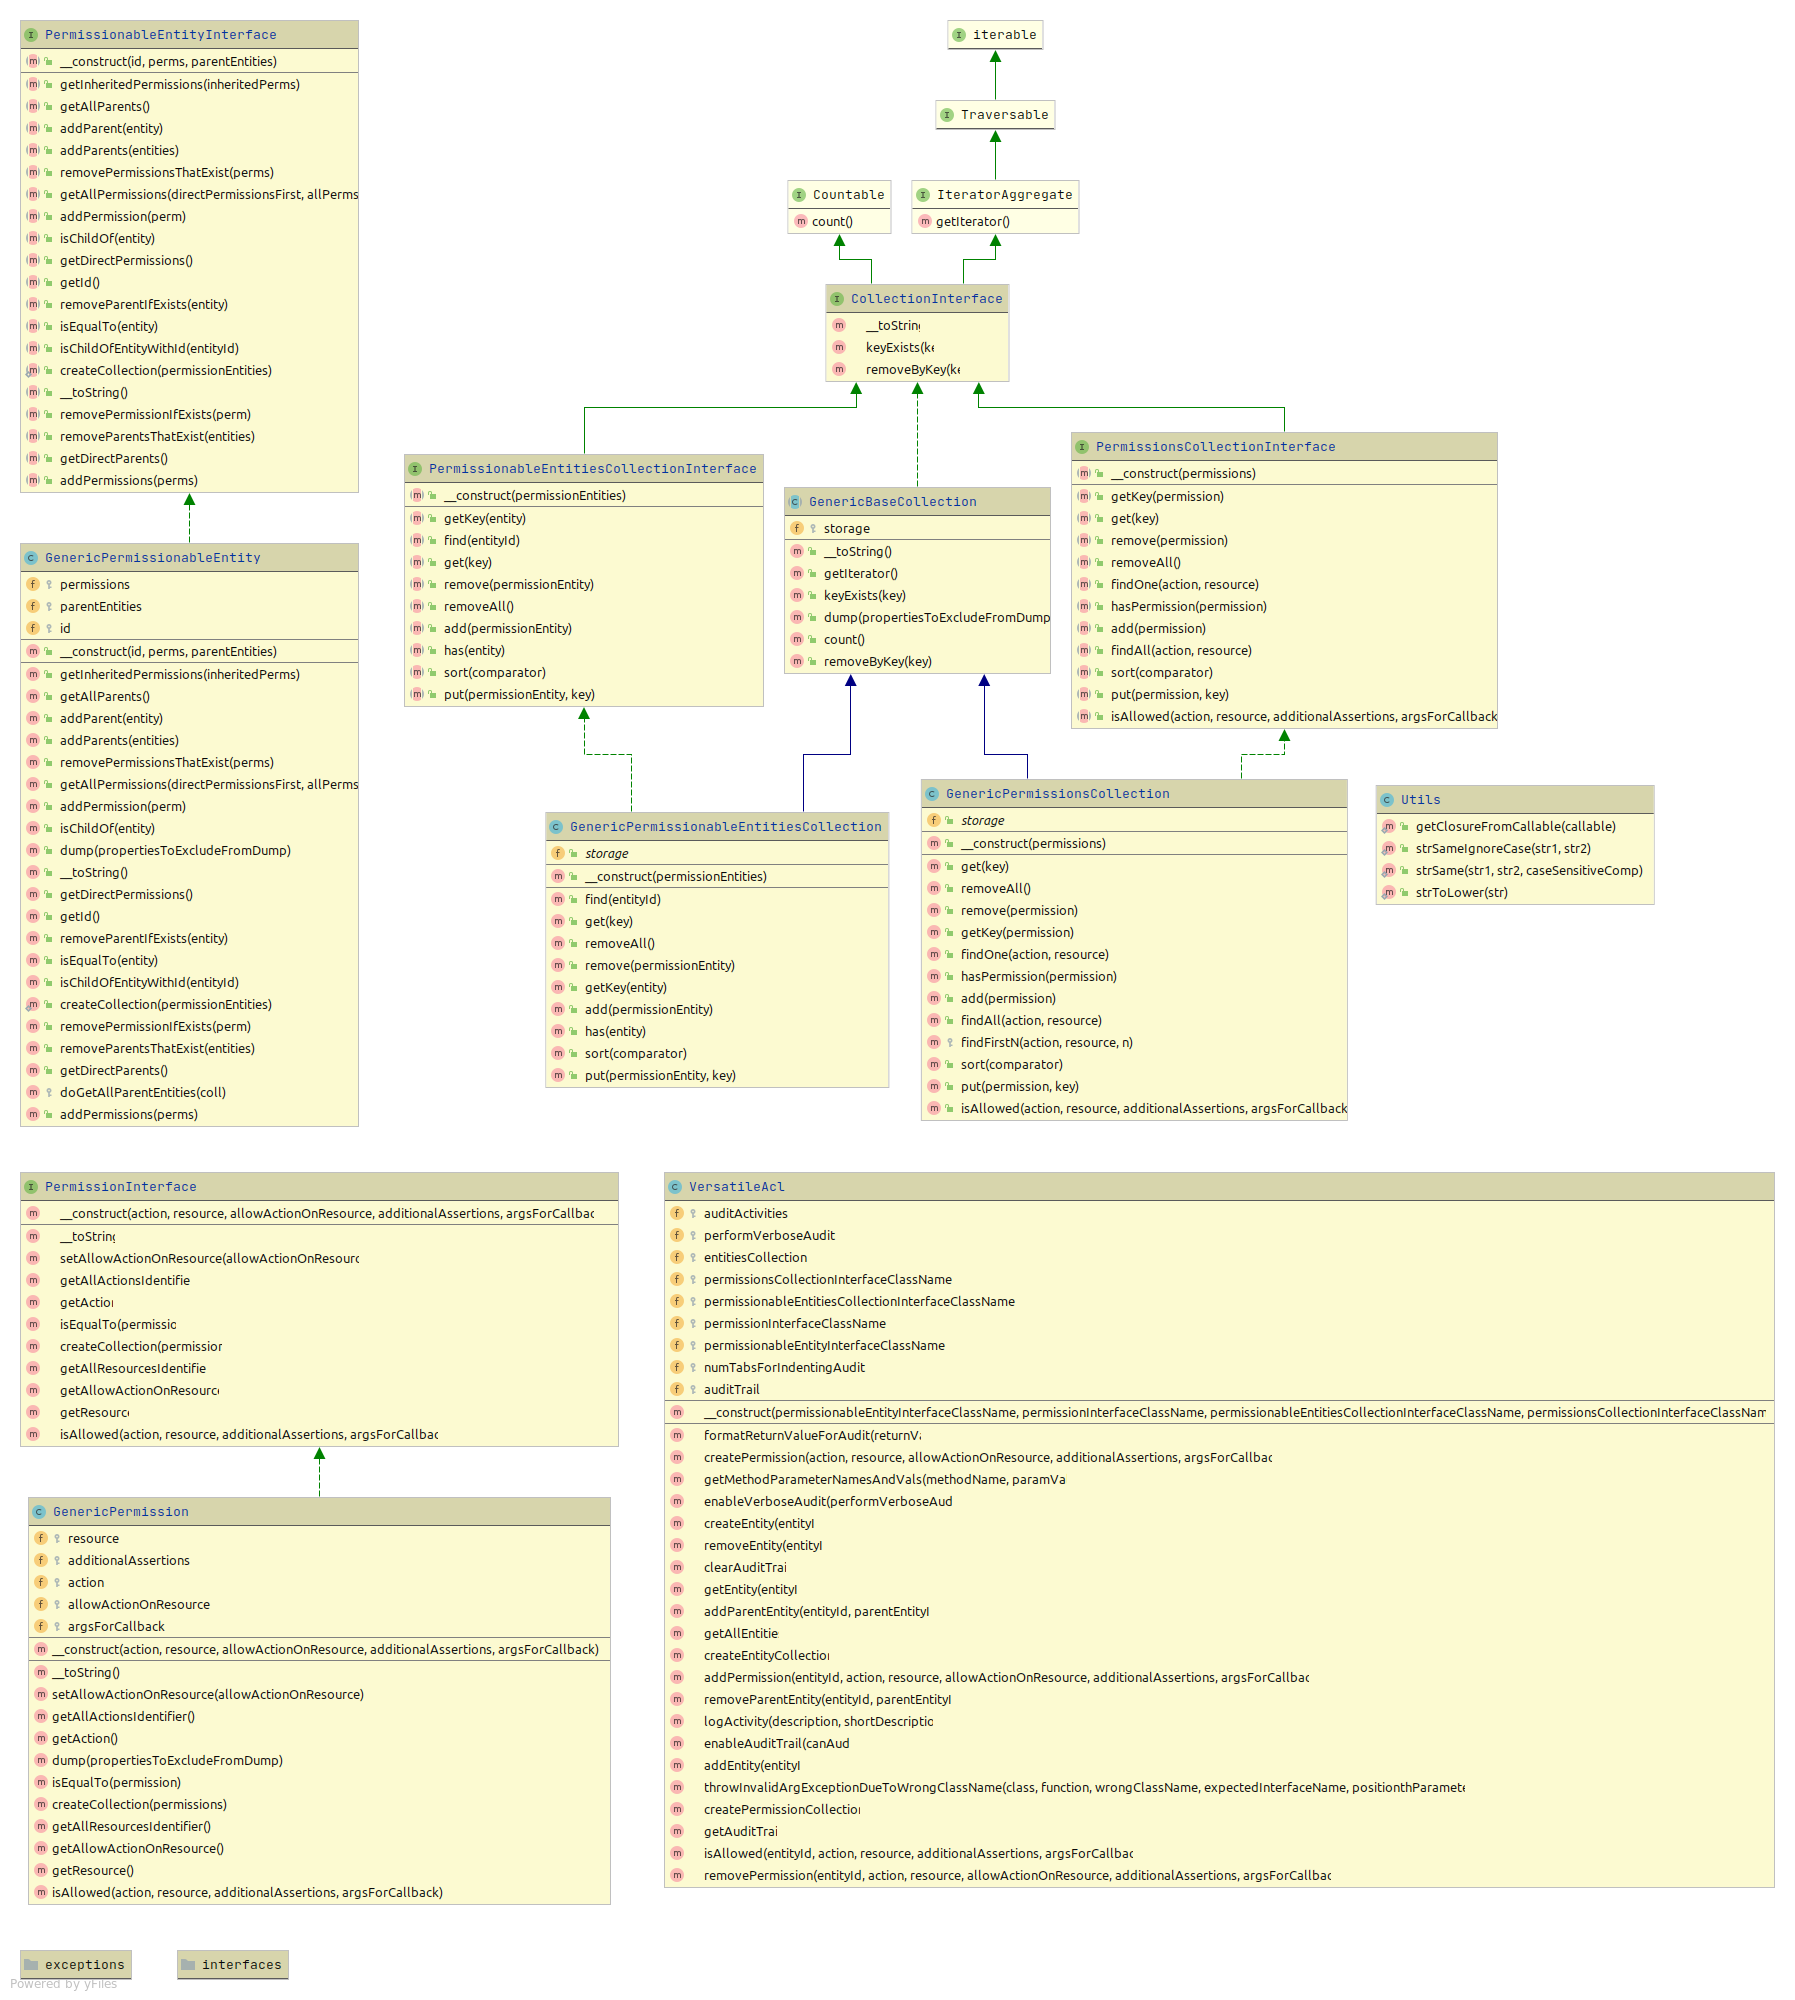 PermissionableEntityInterface
__construct(id, perms, parentEntities)
getInheritedPermissions(inheritedPerms)
getAllParents()
addParent(entity)
addParents(entities)
removePermissionsThatExist(perms)
getAllPermissions(directPermissionsFirst, allPerms
addPermission(perm)
isChildOf(entity)
getDirectPermissions()
getId()
removeParentIfExists(entity)
isEqualTo(entity)
isChildOfEntityWithId(entityId)
createCollection(permissionEntities)
__toString()
removePermissionIfExists(perm)
removeParentsThatExist(entities)
getDirectParents()
addPermissions(perms)
iterable
Traversable
Countable
count()
IteratorAggregate
getIterator()
CollectionInterface
__toString
keyExists(ke
removeByKey(ke
PermissionableEntitiesCollectionInterface
__construct(permissionEntities)
getKey(entity)
find(entityId)
get(key)
remove(permissionEntity)
removeAll()
add(permissionEntity)
has(entity)
sort(comparator)
put(permissionEntity, key)
GenericBaseCollection
storage
__toString()
getIterator()
keyExists(key)
dump(propertiesToExcludeFromDump
count()
removeByKey(key)
PermissionsCollectionInterface
__construct(permissions)
getKey(permission)
get(key)
remove(permission)
removeAll()
findOne(action, resource)
hasPermission(permission)
add(permission)
findAll(action, resource)
sort(comparator)
put(permission, key)
isAllowed(action, resource, additionalAssertions, argsForCallback
GenericPermissionableEntity
permissions
parentEntities
id
__construct(id, perms, parentEntities)
getInheritedPermissions(inheritedPerms)
getAllParents()
addParent(entity)
addParents(entities)
removePermissionsThatExist(perms)
getAllPermissions(directPermissionsFirst, allPerms
addPermission(perm)
isChildOf(entity)
dump(propertiesToExcludeFromDump)
__toString()
getDirectPermissions()
getId()
removeParentIfExists(entity)
isEqualTo(entity)
isChildOfEntityWithId(entityId)
createCollection(permissionEntities)
removePermissionIfExists(perm)
removeParentsThatExist(entities)
getDirectParents()
doGetAllParentEntities(coll)
addPermissions(perms)
GenericPermissionableEntitiesCollection
storage
__construct(permissionEntities)
find(entityId)
get(key)
removeAll()
remove(permissionEntity)
getKey(entity)
add(permissionEntity)
has(entity)
sort(comparator)
put(permissionEntity, key)
GenericPermissionsCollection
storage
__construct(permissions)
get(key)
removeAll()
remove(permission)
getKey(permission)
findOne(action, resource)
hasPermission(permission)
add(permission)
findAll(action, resource)
findFirstN(action, resource, n)
sort(comparator)
put(permission, key)
isAllowed(action, resource, additionalAssertions, argsForCallback
Utils
getClosureFromCallable(callable)
strSameIgnoreCase(str1, str2)
strSame(str1, str2, caseSensitiveComp)
strToLower(str)
PermissionInterface
__construct(action, resource, allowActionOnResource, additionalAssertions, argsForCallbac
__toString
setAllowActionOnResource(allowActionOnResourc
getAllActionsIdentifie
getAction
isEqualTo(permissio
createCollection(permission
getAllResourcesIdentifie
getAllowActionOnResourc
getResourc
isAllowed(action, resource, additionalAssertions, argsForCallbac
GenericPermission
resource
additionalAssertions
action
allowActionOnResource
argsForCallback
__construct(action, resource, allowActionOnResource, additionalAssertions, argsForCallback)
__toString()
setAllowActionOnResource(allowActionOnResource)
getAllActionsIdentifier()
getAction()
dump(propertiesToExcludeFromDump)
isEqualTo(permission)
createCollection(permissions)
getAllResourcesIdentifier()
getAllowActionOnResource()
getResource()
isAllowed(action, resource, additionalAssertions, argsForCallback)
VersatileAcl
auditActivities
performVerboseAudit
entitiesCollection
permissionsCollectionInterfaceClassName
permissionableEntitiesCollectionInterfaceClassName
permissionInterfaceClassName
permissionableEntityInterfaceClassName
numTabsForIndentingAudit
auditTrail
__construct(permissionableEntityInterfaceClassName, permissionInterfaceClassName, permissionableEntitiesCollectionInterfaceClassName, permissionsCollectionInterfaceClassNam
formatReturnValueForAudit(returnVa
createPermission(action, resource, allowActionOnResource, additionalAssertions, argsForCallbac
getMethodParameterNamesAndVals(methodName, paramVa
enableVerboseAudit(performVerboseAud
createEntity(entityI
removeEntity(entityI
clearAuditTrai
getEntity(entityI
addParentEntity(entityId, parentEntityI
getAllEntitie
createEntityCollection
addPermission(entityId, action, resource, allowActionOnResource, additionalAssertions, argsForCallbac
removeParentEntity(entityId, parentEntityI
logActivity(description, shortDescriptio
enableAuditTrail(canAud
addEntity(entityI
throwInvalidArgExceptionDueToWrongClassName(class, function, wrongClassName, expectedInterfaceName, positionthParamete
createPermissionCollection
getAuditTrai
isAllowed(entityId, action, resource, additionalAssertions, argsForCallbac
removePermission(entityId, action, resource, allowActionOnResource, additionalAssertions, argsForCallbac
exceptions
interfaces
Powered by yFiles